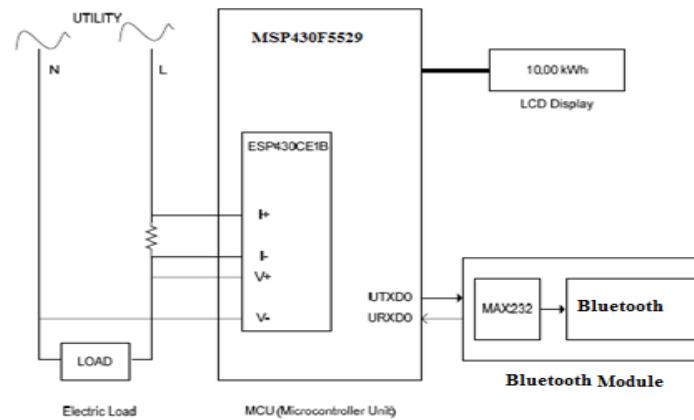 UTILITY
N
L
MSP430F5529
10.00 kWh
LCD Display
ESP430CE1B
I+
I-
V+
V-
UTXD0
URXD0
MAX232
Bluetooth
Bluetooth Module
LOAD
Electric Load
MCU (Microcontroller Unit)